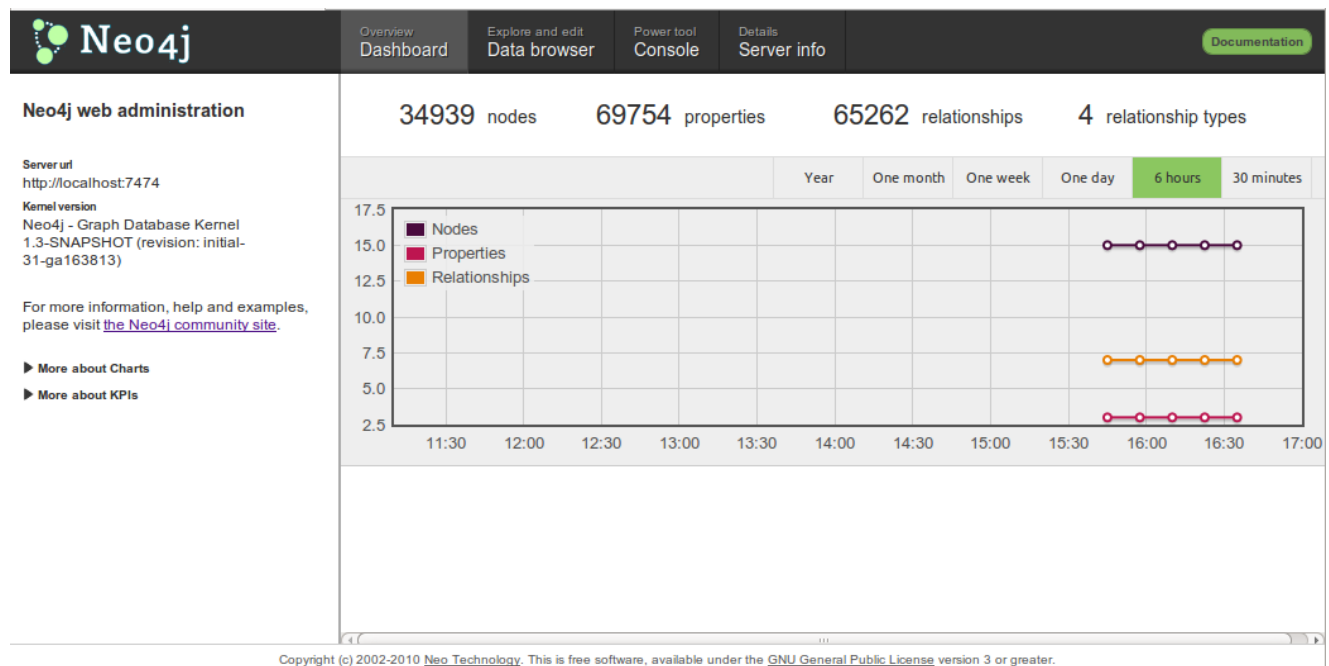 Neo4j
Overview
Dashboard
Explore and edit
Data browser
Power tool
Console
Details
Server info
Documentation
Neo4j web administration
Server url
http://localhost:7474
Kernel version
Neo4j - Graph Database Kernel
1.3-SNAPSHOT (revision: initial-
31-ga163813)
For more information, help and examples,
please visit the Neo4j community site.
More about Charts
More about KPIs
34939 nodes 69754 properties 65262 relationships 4 relationship types
Year One month One week One day 6 hours 30 minutes
17.5
15.0
12.5
10.0
7.5
5.0
2.5
Nodes
Properties
Relationships
11:30 12:00 12:30 13:00 13:30 14:00 14:30 15:00 15:30 16:00 16:30 17:00
Copyright (c) 2002-2010 Neo Technology. This is free software, available under the GNU General Public License version 3 or greater.